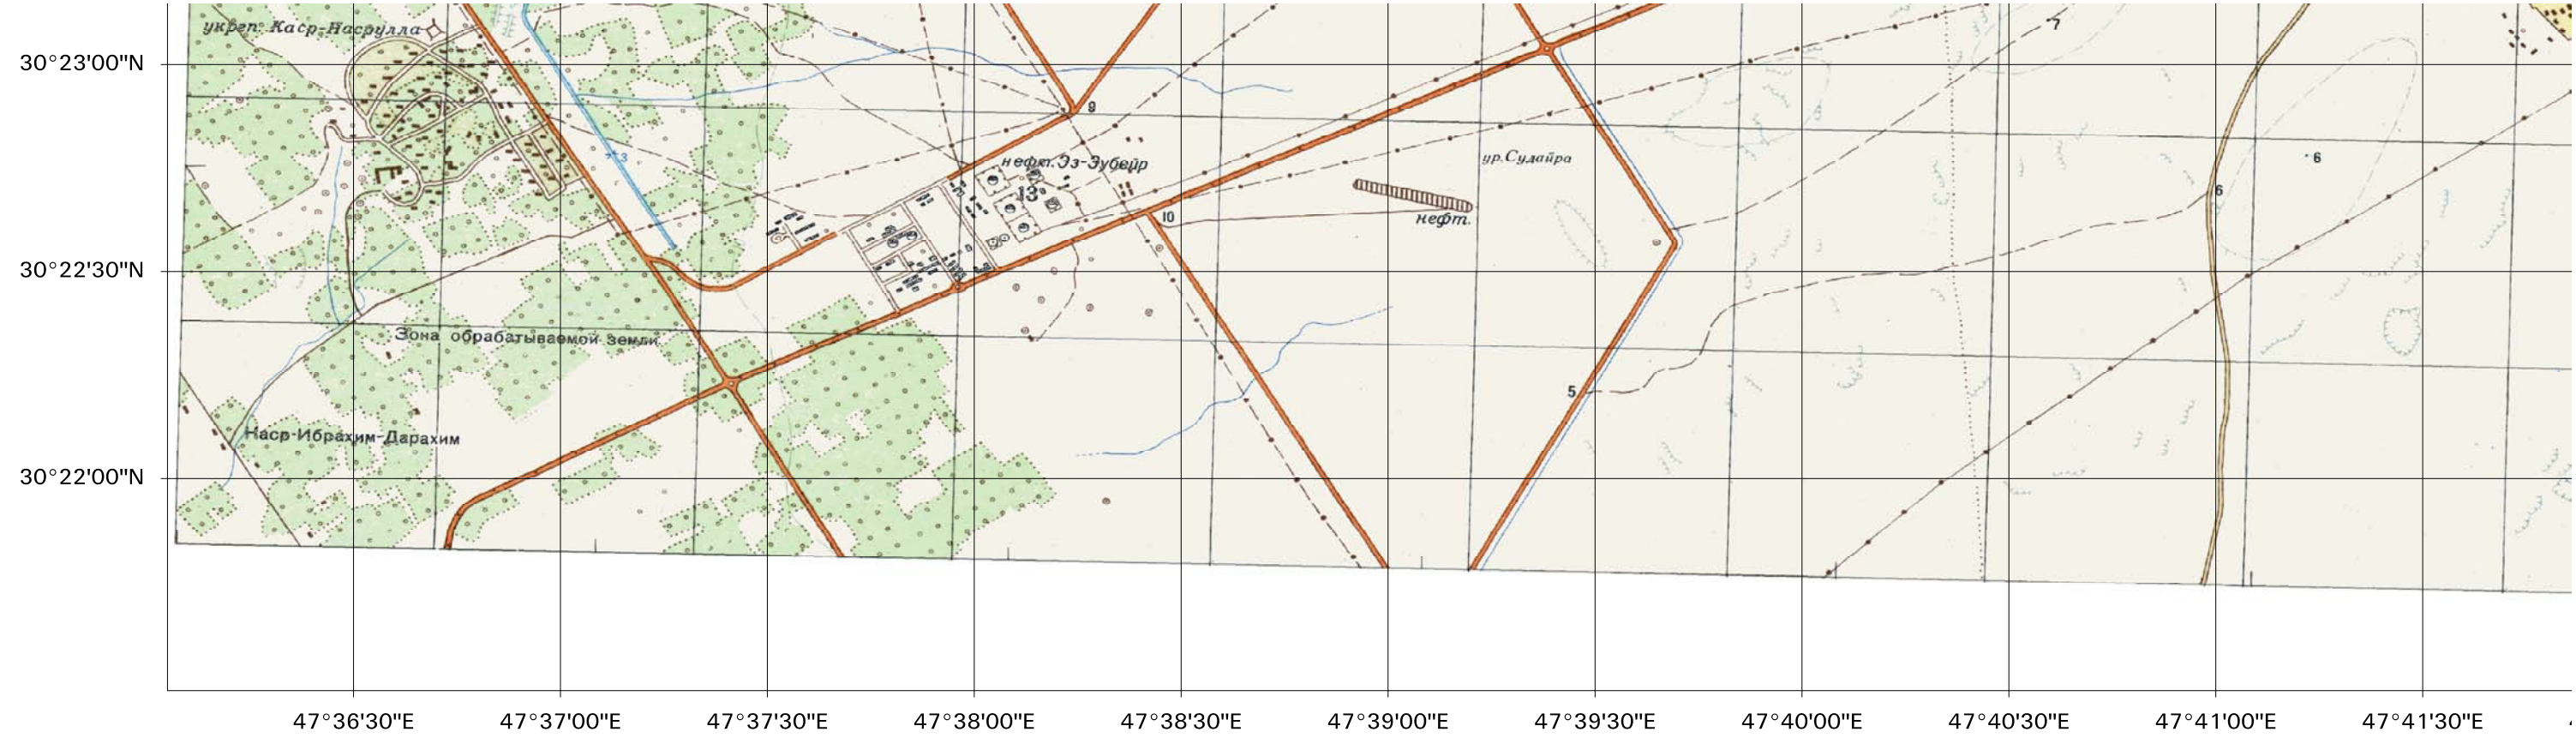 укреп. Каср-Насрулла
7
30°23'00"N
9
нефт. Эз-Зубейр
ур. Судайра
6
13
6
10
нефт.
30°22'30"N
Зона обрабатываемой земли
5
Наср-Ибрахим-Дарахим
30°22'00"N
47°36'30"E 47°37'00"E 47°37'30"E 47°38'00"E 47°38'30"E 47°39'00"E 47°39'30"E 47°40'00"E 47°40'30"E 47°41'00"E 47°41'30"E